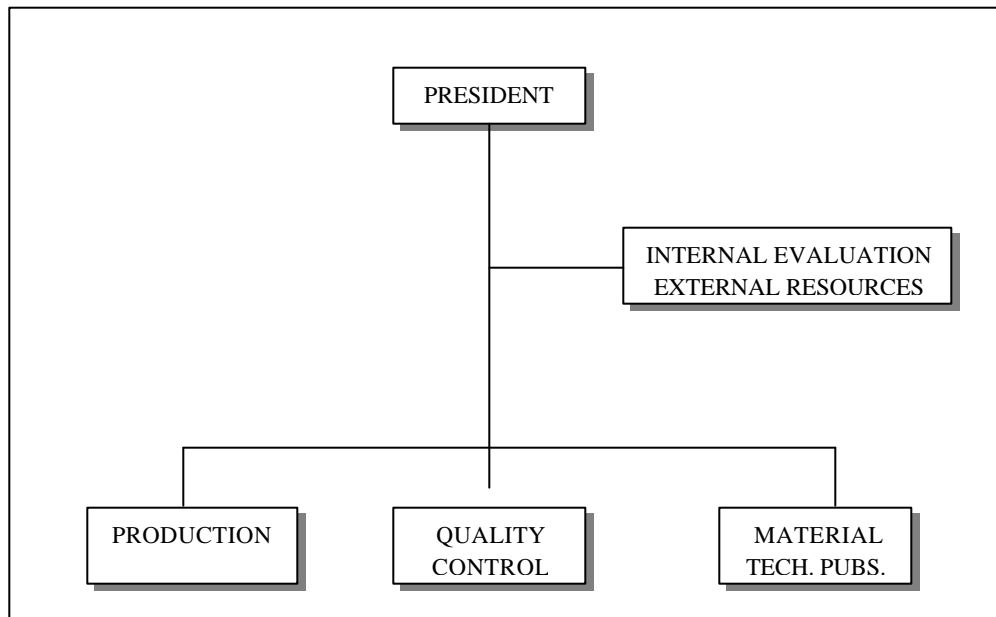 PRESIDENT
INTERNAL EVALUATION
EXTERNAL RESOURCES
PRODUCTION
QUALITY
CONTROL
MATERIAL
TECH. PUBS.